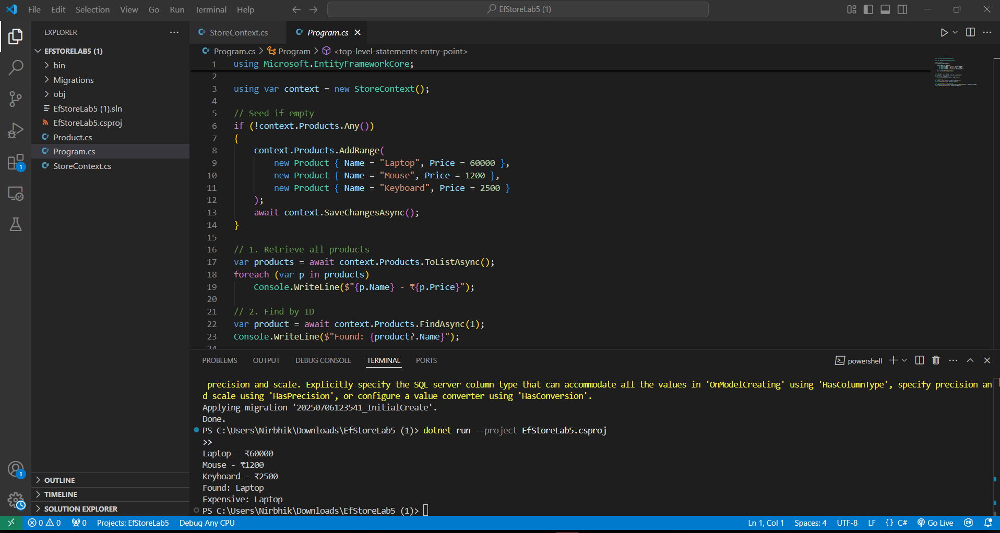 File Edit Selection View Go Run Terminal Help
EfStoreLab5 (1)
EXPLORER
EFSTORELAB5 (1)
bin
Migrations
obj
EfStoreLab5 (1).sln
EfStoreLab5.csproj
Product.cs
Program.cs
StoreContext.cs
OUTLINE
TIMELINE
SOLUTION EXPLORER
StoreContext.cs Program.cs
Program.cs > Program > <top-level-statements-entry-point>
1 using Microsoft.EntityFrameworkCore;
2
3 using var context = new StoreContext();
4
5 // Seed if empty
6 if (!context.Products.Any())
7 {
8 context.Products.AddRange(
9 new Product { Name = "Laptop", Price = 60000 },
10 new Product { Name = "Mouse", Price = 1200 },
11 new Product { Name = "Keyboard", Price = 2500 }
12 );
13 await context.SaveChangesAsync();
14 }
15
16 // 1. Retrieve all products
17 var products = await context.Products.ToListAsync();
18 foreach (var p in products)
19 Console.WriteLine($"{p.Name} - ₹{p.Price}");
20
21 // 2. Find by ID
22 var product = await context.Products.FindAsync(1);
23 Console.WriteLine($"Found: {product?.Name}");
24
PROBLEMS OUTPUT DEBUG CONSOLE TERMINAL PORTS
powershell
precision and scale. Explicitly specify the SQL server column type that can accommodate all the values in 'OnModelCreating' using 'HasColumnType', specify precision an
d scale using 'HasPrecision', or configure a value converter using 'HasConversion'.
Applying migration '20250706123541_InitialCreate'.
Done.
PS C:\Users\Nirbhik\Downloads\EfStoreLab5 (1)> dotnet run --project EfStoreLab5.csproj
>>
Laptop - ₹60000
Mouse - ₹1200
Keyboard - ₹2500
Found: Laptop
Expensive: Laptop
PS C:\Users\Nirbhik\Downloads\EfStoreLab5 (1)>
0 0 0 Projects: EfStoreLab5 Debug Any CPU
Ln 1, Col 1 Spaces: 4 UTF-8 LF {} C# Go Live